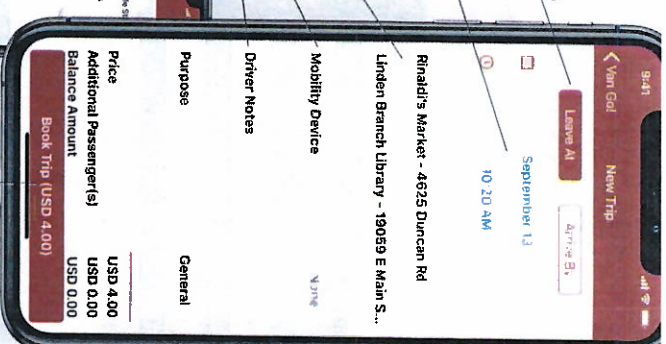 9:41
Van Go!
New Trip
Leave At
Arrive By
September 13
10:20 AM
Rinaldi's Market - 4625 Duncan Rd
Linden Branch Library - 19059 E Main S...
Mobility Device
None
Driver Notes
Purpose
General
Price
USD 4.00
Additional Passenger(s)
USD 0.00
Balance Amount
USD 0.00
Book Trip (USD 4.00)